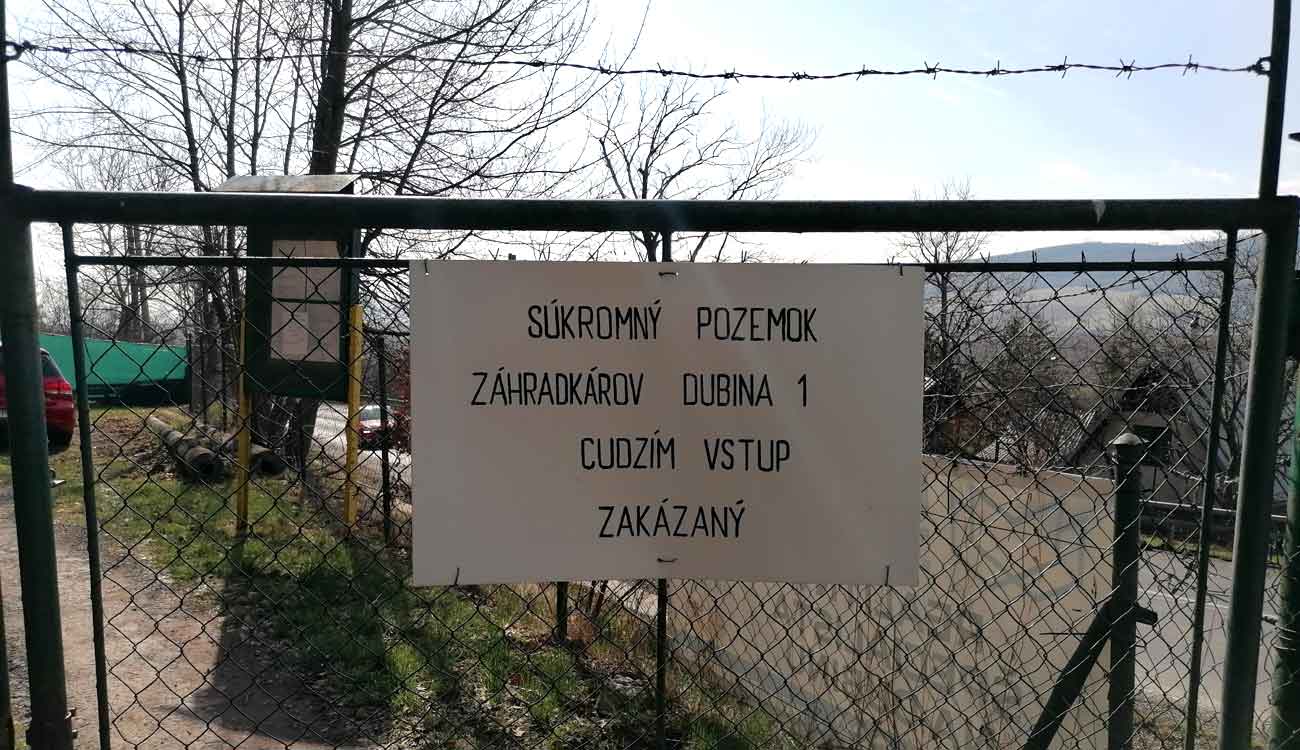 SÚKROMNÝ POZEMOK
ZÁHRADKÁROV DUBINA 1
CUDZÍM VSTUP
ZAKÁZANÝ